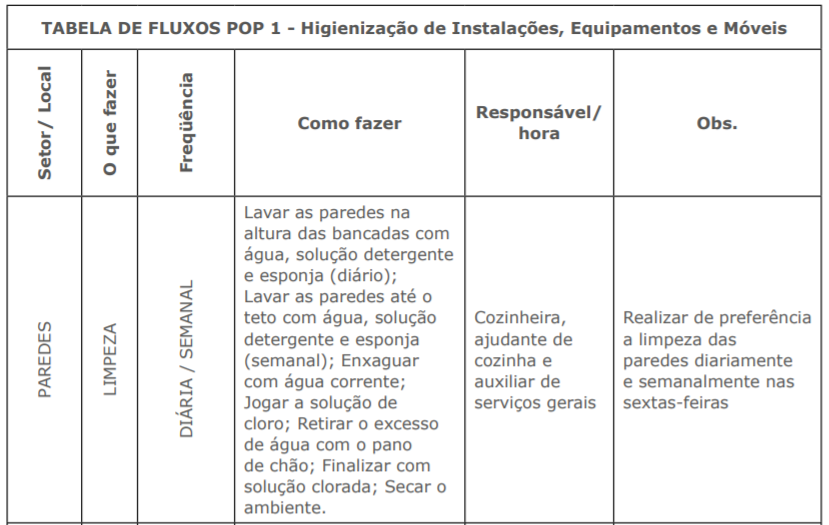 TABELA DE FLUXOS POP 1 - Higienização de Instalações, Equipamentos e Móveis
Setor/ Local
O que fazer
Freqüência
Como fazer
Responsável/
hora
Obs.
PAREDES
LIMPEZA
DIÁRIA / SEMANAL
Lavar as paredes na
altura das bancadas com
água, solução detergente
e esponja (diário);
Lavar as paredes até o
teto com água, solução
detergente e esponja
(semanal); Enxaguar
com água corrente;
Jogar a solução de
cloro; Retirar o excesso
de água com o pano
de chão; Finalizar com
solução clorada; Secar o
ambiente.
Cozinheira,
ajudante de
cozinha e
auxiliar de
serviços gerais
Realizar de preferência
a limpeza das
paredes diariamente
e semanalmente nas
sextas-feiras